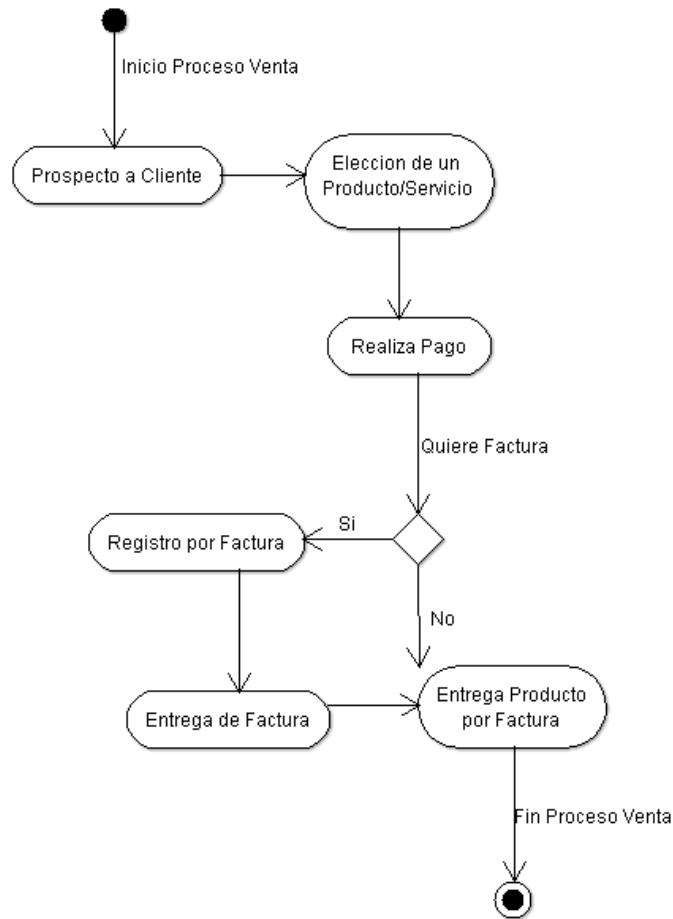 Inicio Proceso Venta
Prospecto a Cliente
Eleccion de un
Producto/Servicio
Realiza Pago
Quiere Factura
Si
Registro por Factura
No
Entrega de Factura
Entrega Producto
por Factura
Fin Proceso Venta